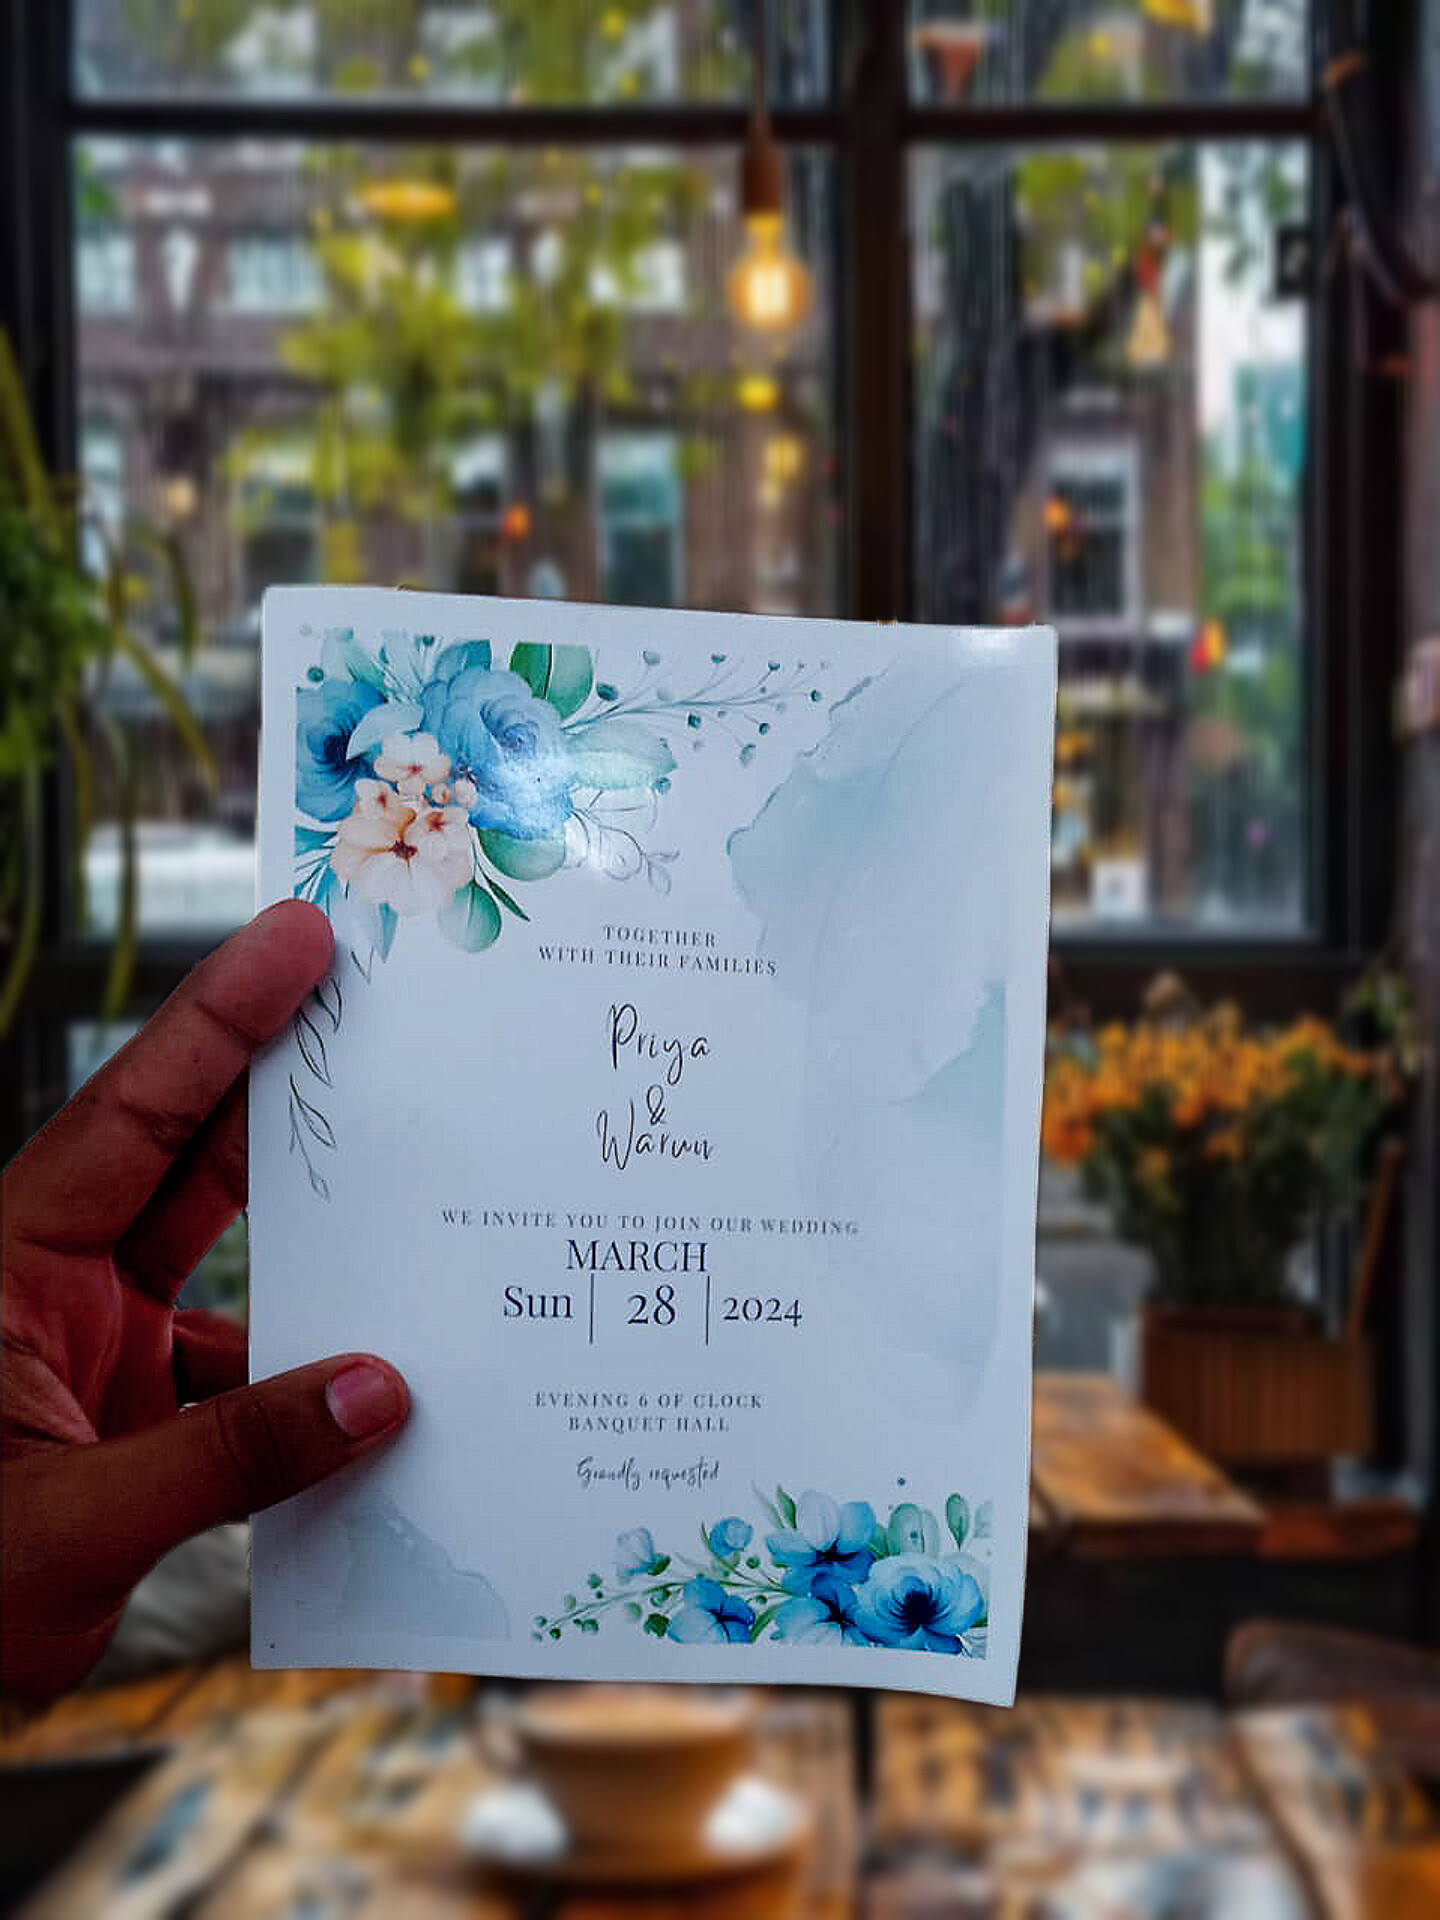 TOGETHER
WITH THEIR FAMILIES
Priya
&
Warun
WE INVITE YOU TO JOIN OUR WEDDING
MARCH
Sun 28 2024
EVENING 6 OF CLOCK
BANQUET HALL
Graudly requested